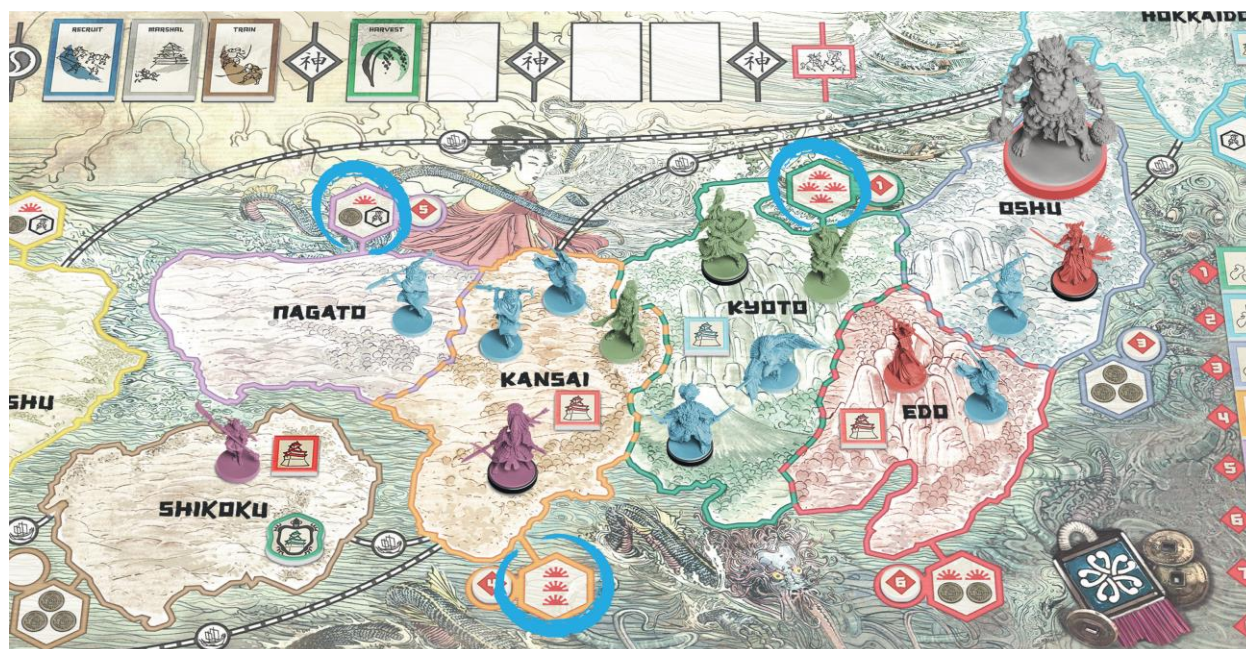 RECRUIT
MARSHAL
TRAIN
神
HARVEST
神
神
HOKKAIDO
5
1
OSHU
NAGATO
KYOTO
KANSAI
EDO
SHU
SHIKOKU
3
4
6
1
2
3
4
5
6
7